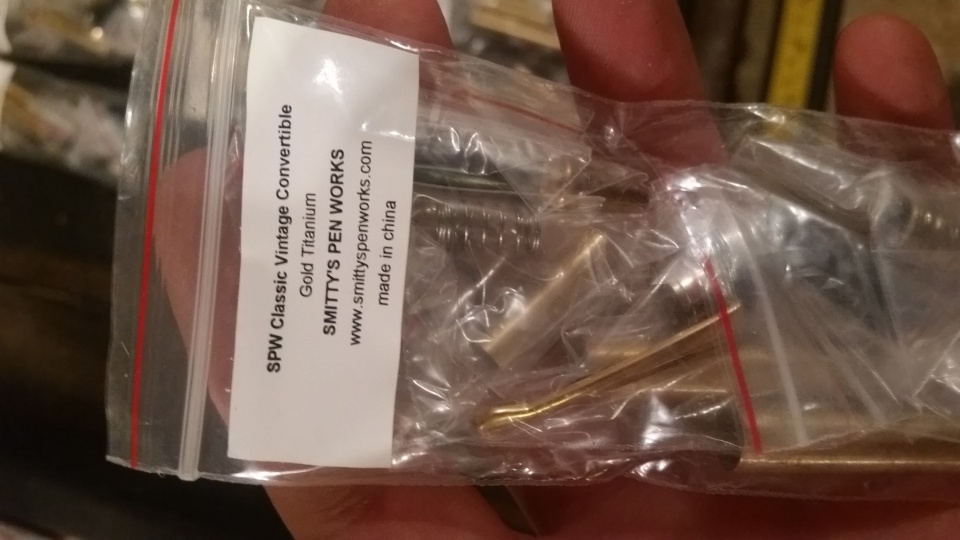 SPW Classic Vintage Convertible
Gold Titanium
SMITTY'S PEN WORKS
www.smittyspenworks.com
made in china